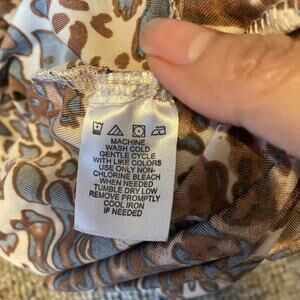 MACHINE
WASH COLD
GENTLE CYCLE
WITH LIKE COLORS
USE ONLY NON-
CHLORINE BLEACH
WHEN NEEDED
TUMBLE DRY LOW
REMOVE PROMPTLY
COOL IRON
IF NEEDED